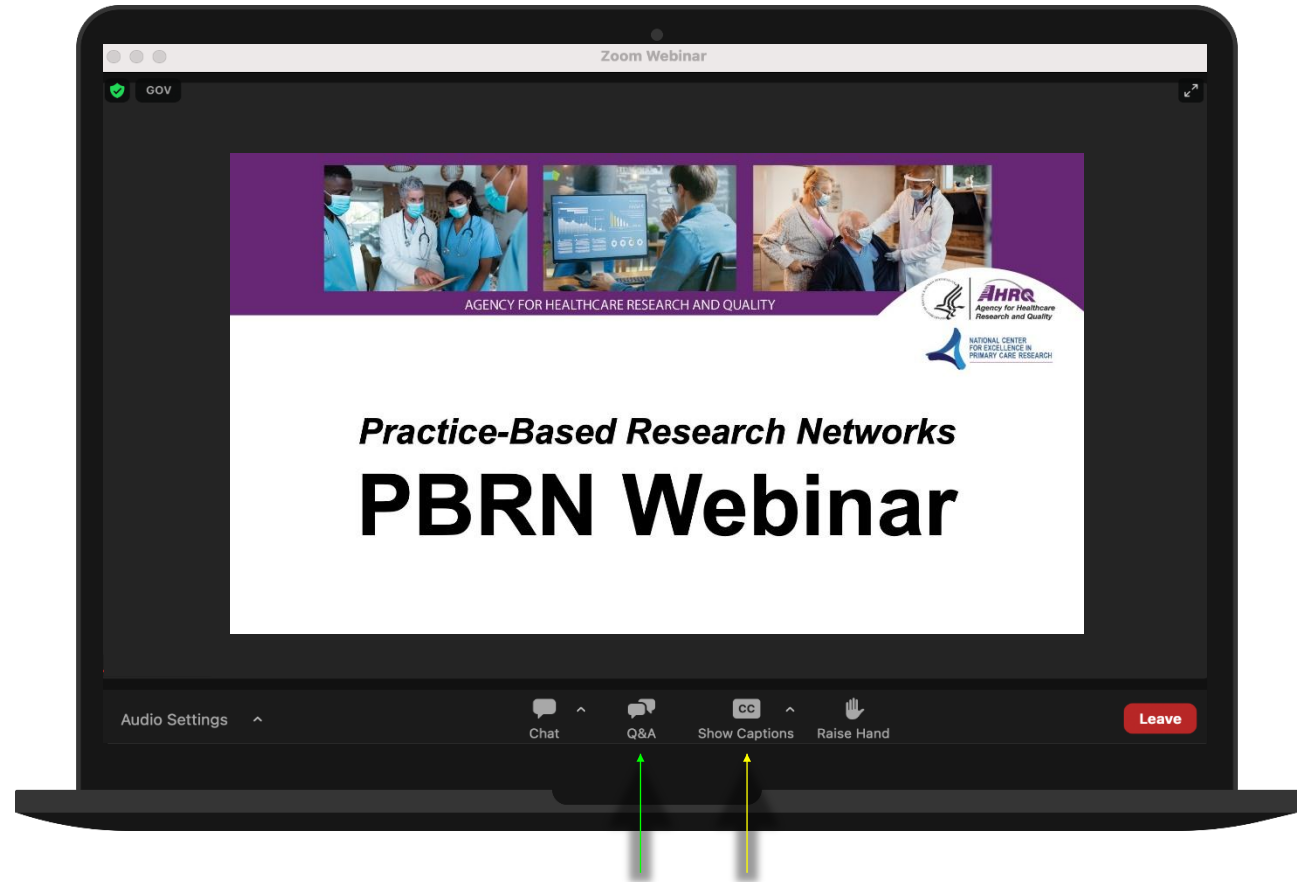 Zoom Webinar
GOV
AGENCY FOR HEALTHCARE RESEARCH AND QUALITY
AHRQ
Agency for Healthcare
Research and Quality
NATIONAL CENTER
FOR EXCELLENCE IN
PRIMARY CARE RESEARCH
Practice-Based Research Networks
PBRN Webinar
Audio Settings
Chat
Q&A
CC
Show Captions
Raise Hand
Leave